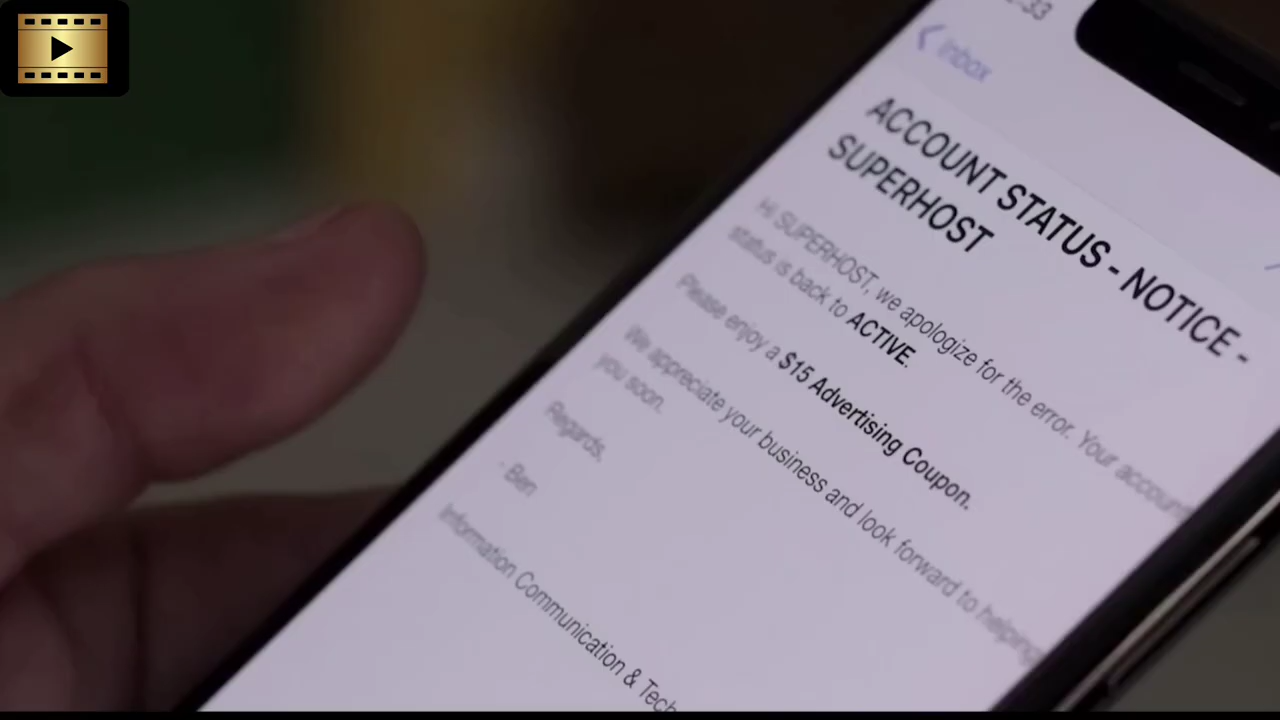 Inbox
ACCOUNT STATUS - NOTICE -
SUPERHOST
Hi SUPERHOST, we apologize for the error. Your account
status is back to ACTIVE.
Please enjoy a $15 Advertising Coupon.
We appreciate your business and look forward to helping
you soon.
Regards,
- Ben
Information Communication & Tech